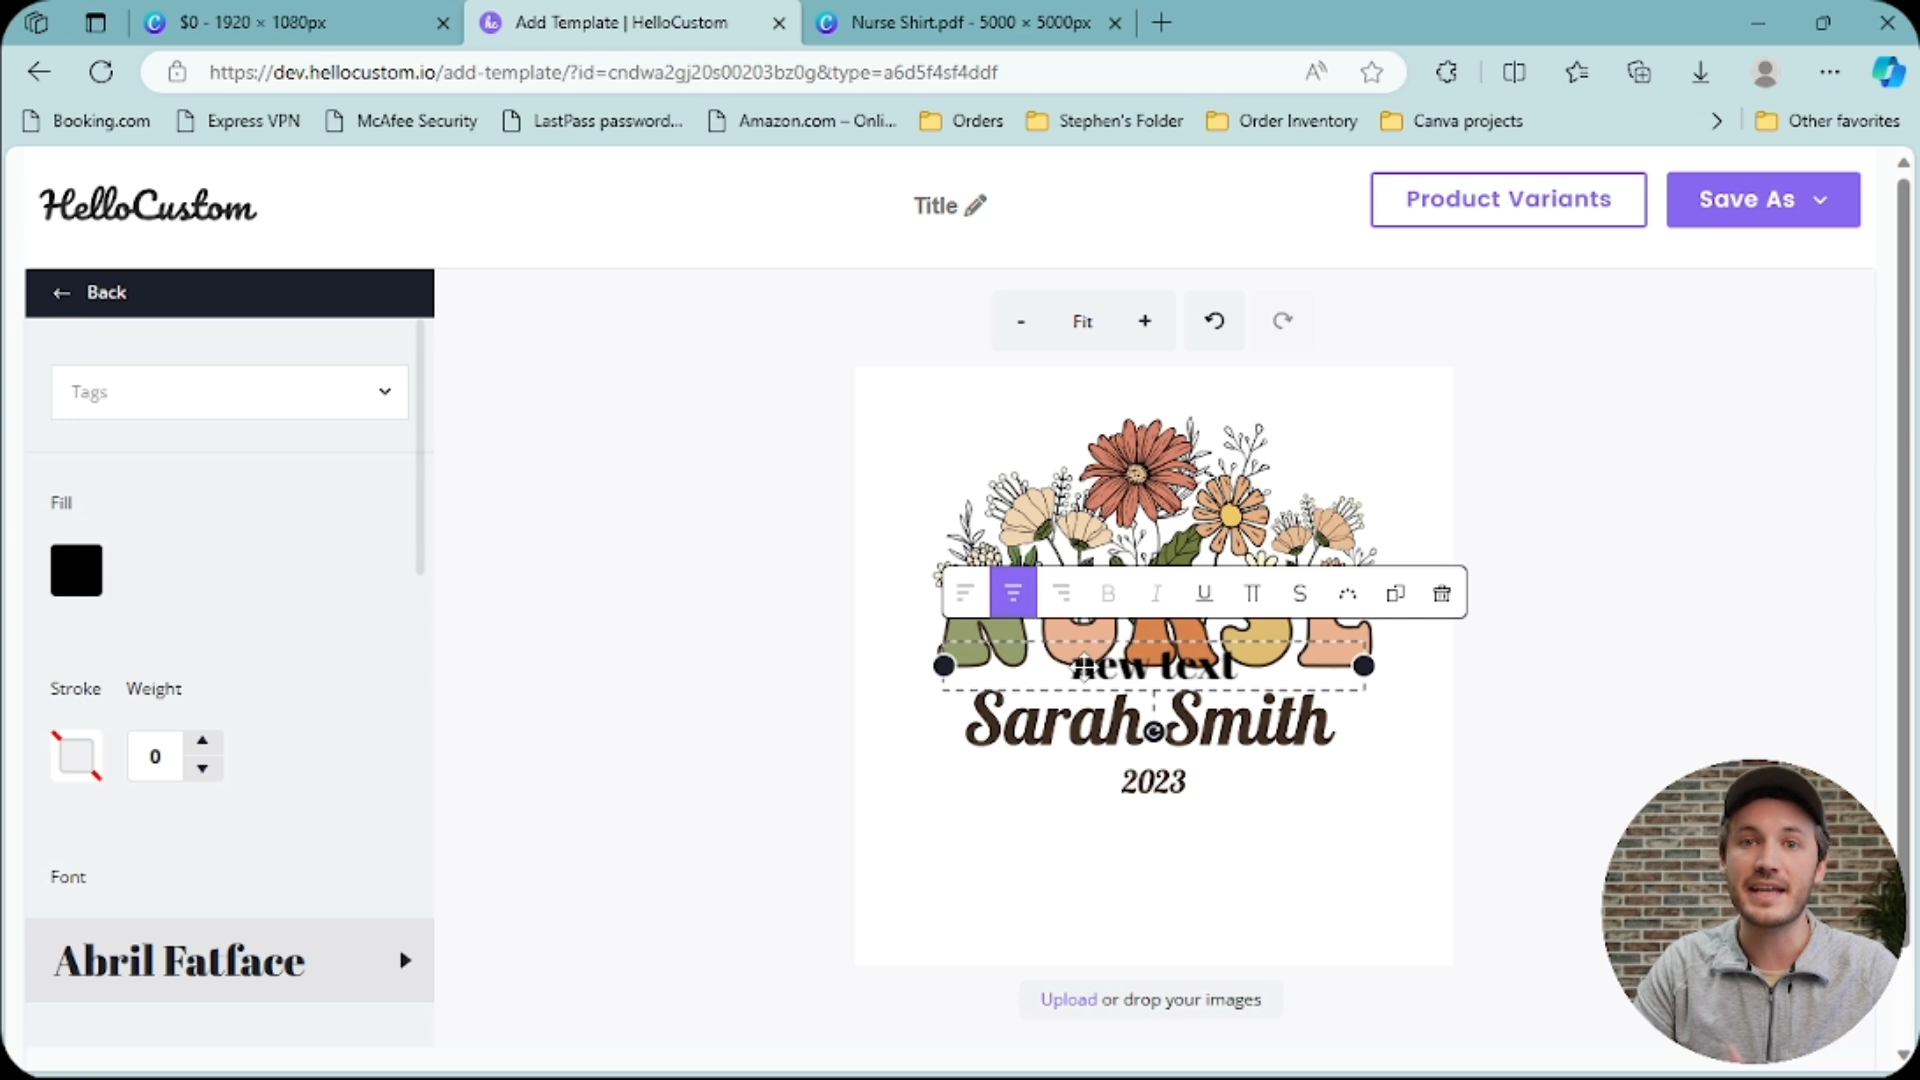 $0 - 1920 × 1080px
Add Template | HelloCustom
Nurse Shirt.pdf - 5000 × 5000px
https://dev.hellocustom.io/add-template/?id=cndwa2gj20s00203bz0g&type=a6d5f4sf4ddf
Booking.com
Express VPN
McAfee Security
LastPass password...
Amazon.com – Onli...
Orders
Stephen's Folder
Order Inventory
Canva projects
Other favorites
HelloCustom
Title
Product Variants
Save As
Back
- Fit +
Tags
Fill
B I U TT S
NURSE
new text
Sarah Smith
Stroke Weight
0
2023
Font
Abril Fatface
Upload or drop your images